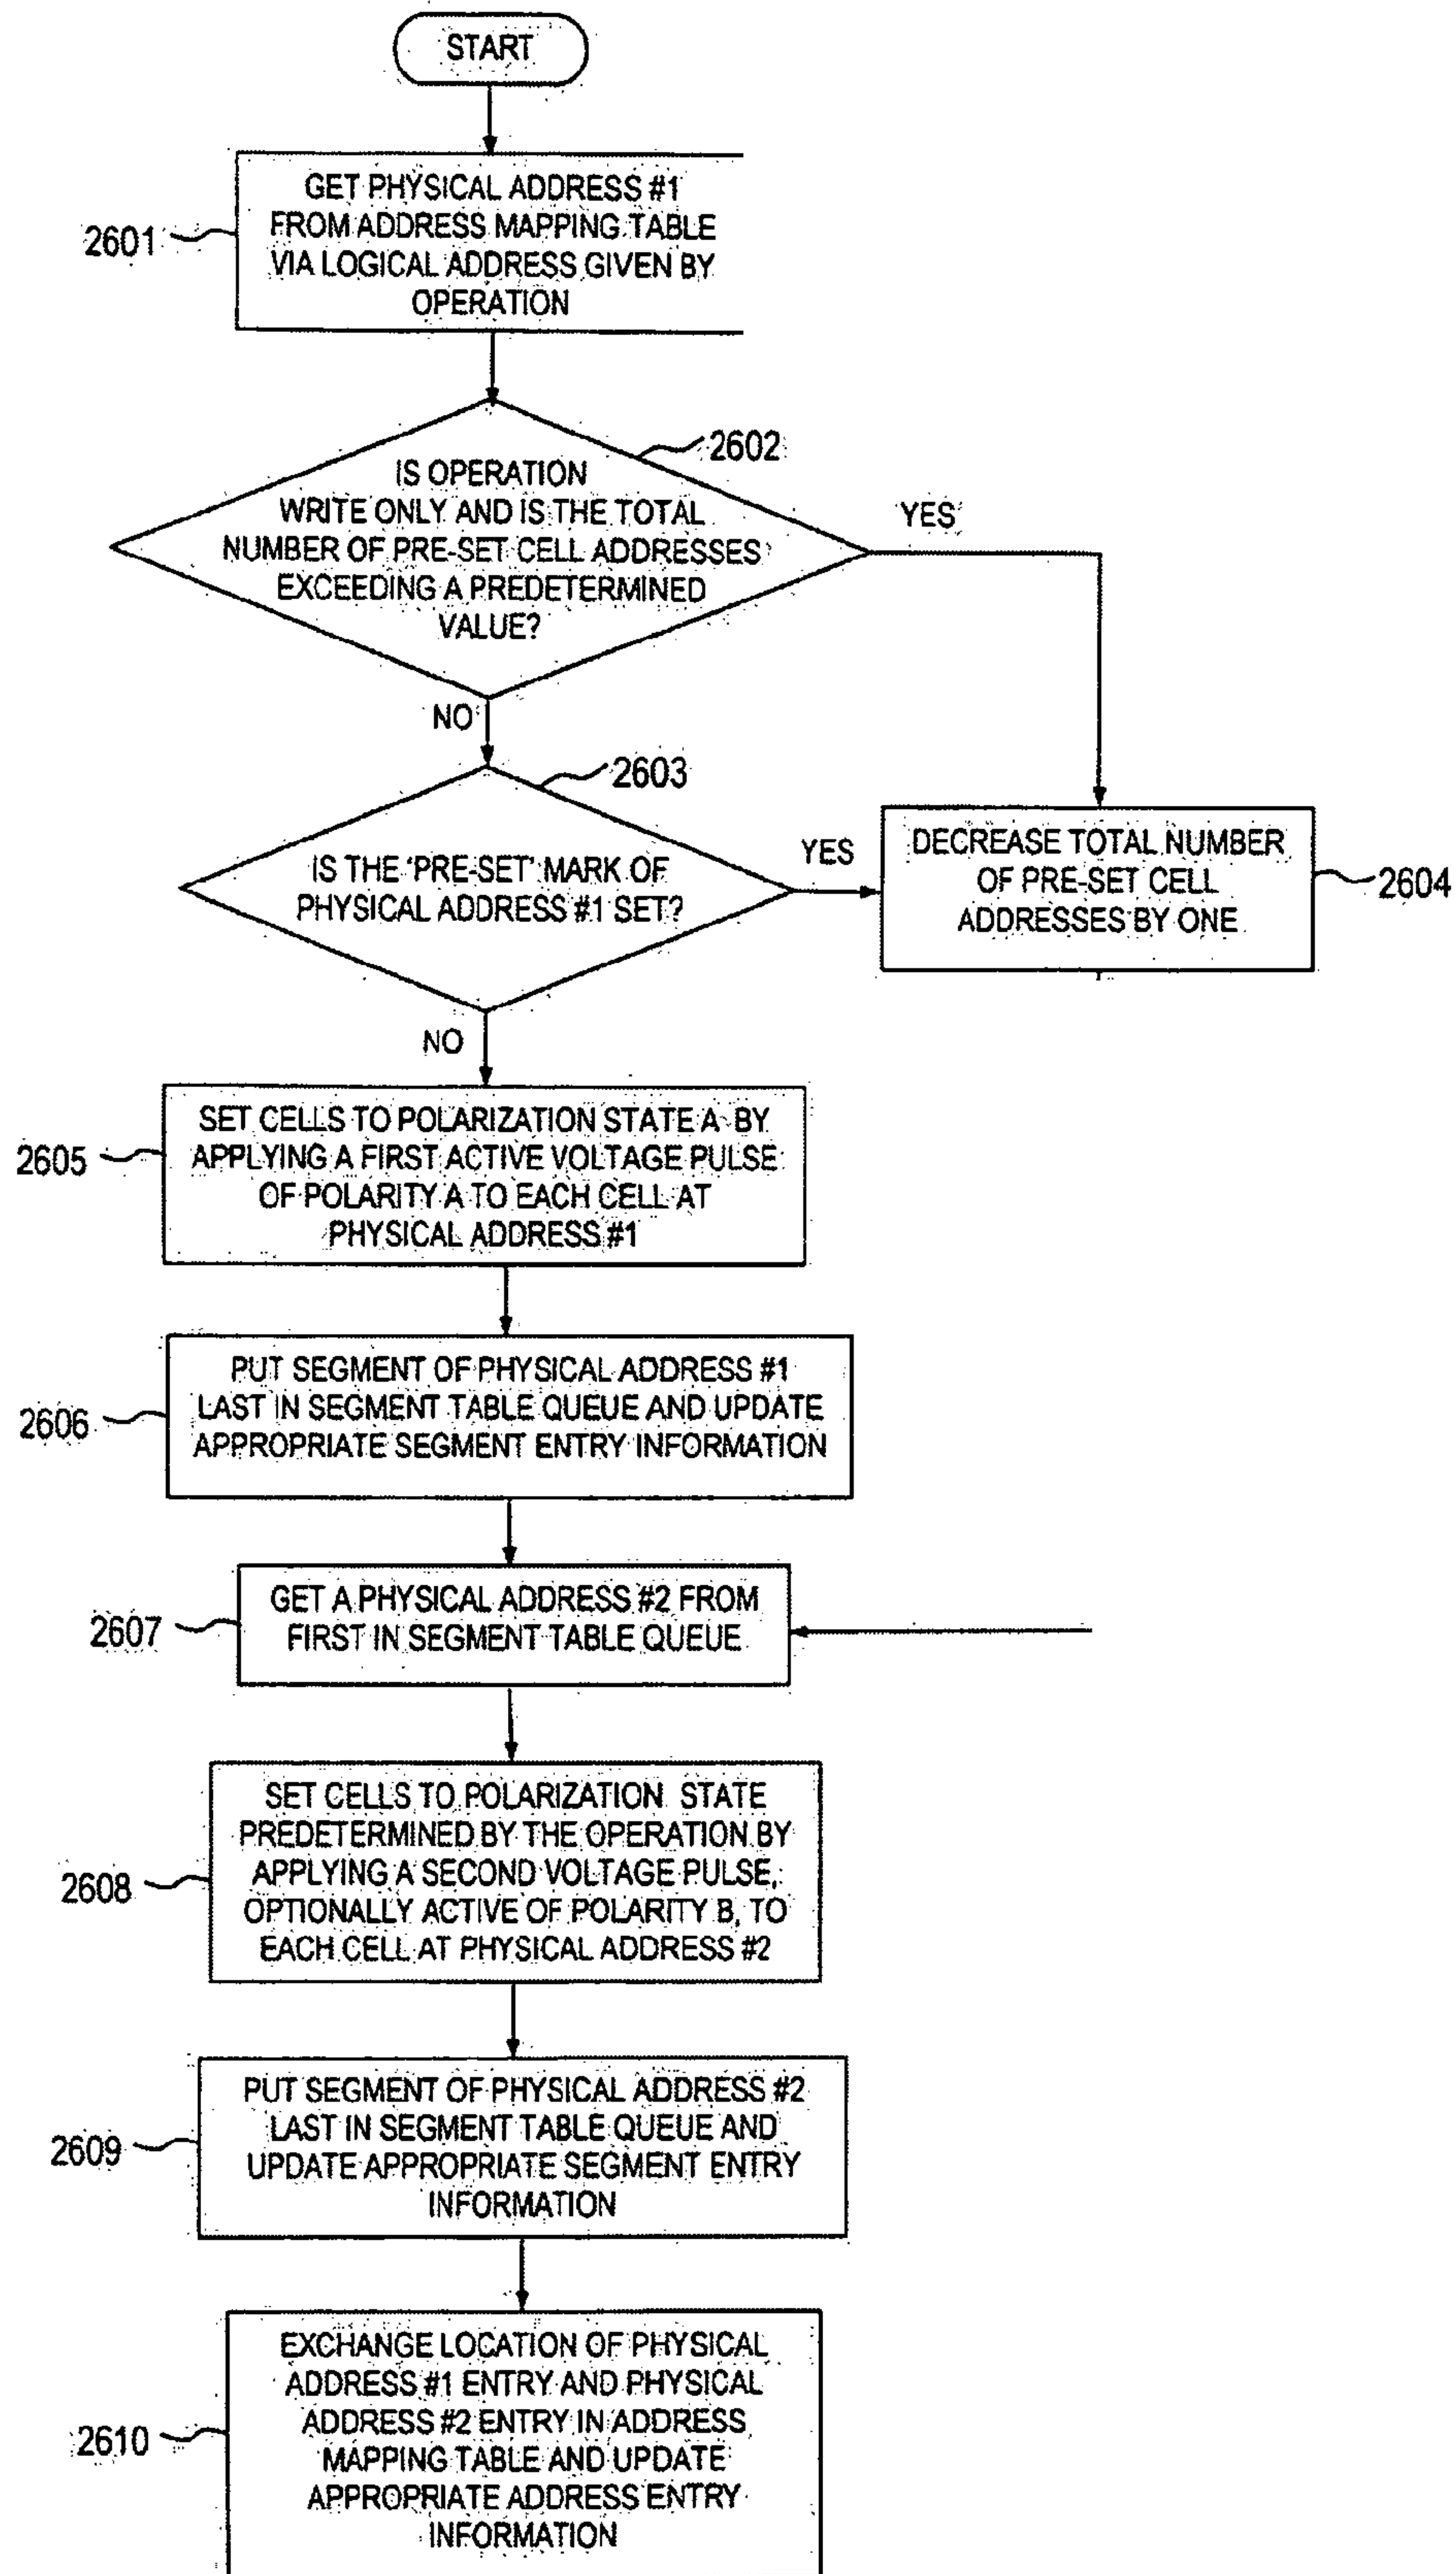 START
GET PHYSICAL ADDRESS #1
FROM ADDRESS MAPPING TABLE
VIA LOGICAL ADDRESS GIVEN BY
OPERATION
2601
2602
IS OPERATION
WRITE ONLY AND IS THE TOTAL
NUMBER OF PRE-SET CELL ADDRESSES
EXCEEDING A PREDETERMINED
VALUE?
YES
NO
2603
IS THE 'PRE-SET' MARK OF
PHYSICAL ADDRESS #1 SET?
YES
DECREASE TOTAL NUMBER
OF PRE-SET CELL
ADDRESSES BY ONE
2604
NO
SET CELLS TO POLARIZATION STATE A BY
APPLYING A FIRST ACTIVE VOLTAGE PULSE
OF POLARITY A TO EACH CELL AT
PHYSICAL ADDRESS #1
2605
PUT SEGMENT OF PHYSICAL ADDRESS #1
LAST IN SEGMENT TABLE QUEUE AND UPDATE
APPROPRIATE SEGMENT ENTRY INFORMATION
2606
GET A PHYSICAL ADDRESS #2 FROM
FIRST IN SEGMENT TABLE QUEUE
2607
SET CELLS TO POLARIZATION STATE
PREDETERMINED BY THE OPERATION BY
APPLYING A SECOND VOLTAGE PULSE,
OPTIONALLY ACTIVE OF POLARITY B, TO
EACH CELL AT PHYSICAL ADDRESS #2
2608
PUT SEGMENT OF PHYSICAL ADDRESS #2
LAST IN SEGMENT TABLE QUEUE AND
UPDATE APPROPRIATE SEGMENT ENTRY
INFORMATION
2609
EXCHANGE LOCATION OF PHYSICAL
ADDRESS #1 ENTRY AND PHYSICAL
ADDRESS #2 ENTRY IN ADDRESS
MAPPING TABLE AND UPDATE
APPROPRIATE ADDRESS ENTRY
INFORMATION
2610